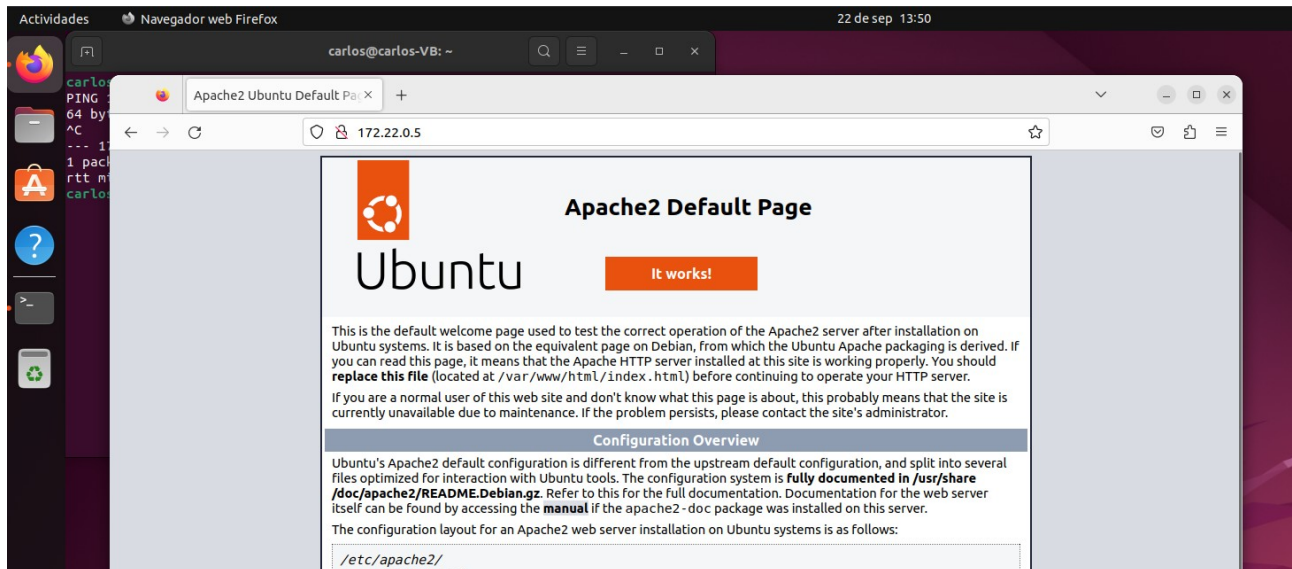 Actividades Navegador web Firefox 22 de sep 13:50
carlos@carlos-VB: ~
carlos
PING
64 by
^C
--- 17
1 pack
rtt m
carlos
Apache2 Ubuntu Default Pa
172.22.0.5
Ubuntu
Apache2 Default Page
It works!
This is the default welcome page used to test the correct operation of the Apache2 server after installation on
Ubuntu systems. It is based on the equivalent page on Debian, from which the Ubuntu Apache packaging is derived. If
you can read this page, it means that the Apache HTTP server installed at this site is working properly. You should
replace this file (located at /var/www/html/index.html) before continuing to operate your HTTP server.
If you are a normal user of this web site and don't know what this page is about, this probably means that the site is
currently unavailable due to maintenance. If the problem persists, please contact the site's administrator.
Configuration Overview
Ubuntu's Apache2 default configuration is different from the upstream default configuration, and split into several
files optimized for interaction with Ubuntu tools. The configuration system is fully documented in /usr/share
/doc/apache2/README.Debian.gz. Refer to this for the full documentation. Documentation for the web server
itself can be found by accessing the manual if the apache2-doc package was installed on this server.
The configuration layout for an Apache2 web server installation on Ubuntu systems is as follows:
/etc/apache2/